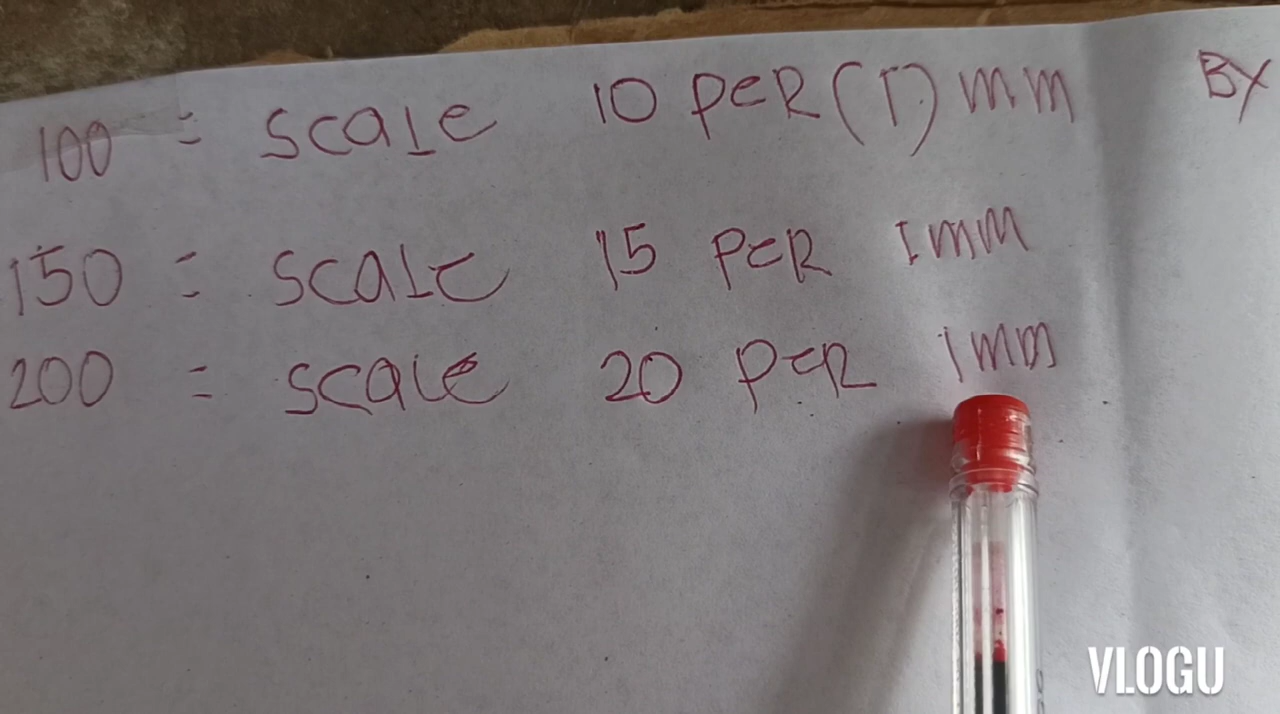 100 = scale 10 PeR (1) mm BY
150 = scale 15 PeR 1mm
200 = scale 20 PeR 1mm
VLOGU